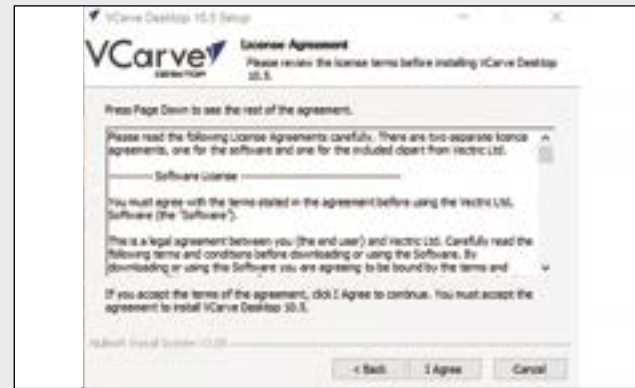 VCarve Desktop 10.5 Setup
VCarve
DESKTOP
License Agreement
Please review the license terms before installing VCarve Desktop
10.5.
Press Page Down to see the rest of the agreement.
Please read the following License Agreements carefully. There are two separate licence
agreements, one for the software and one for the included clipart from Vectric Ltd.
Software License
You must agree with the terms stated in the agreement before using the Vectric Ltd.
Software (the "Software").
This is a legal agreement between you (the end user) and Vectric Ltd. Carefully read the
following terms and conditions before downloading or using the Software. By
downloading or using the Software you are agreeing to be bound by the terms and
If you accept the terms of the agreement, click I Agree to continue. You must accept the
agreement to install VCarve Desktop 10.5.
Nullsoft Install System
< Back
I Agree
Cancel